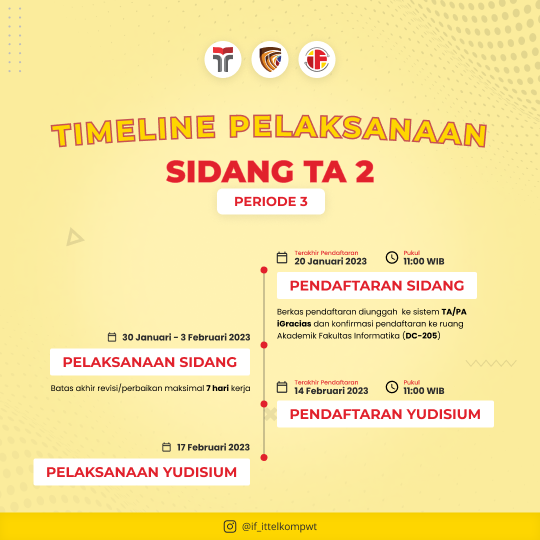 TIMELINE PELAKSANAAN
SIDANG TA 2
PERIODE 3
Terakhir Pendaftaran
20 Januari 2023
Pukul
11:00 WIB
PENDAFTARAN SIDANG
Berkas pendaftaran diunggah ke sistem TA/PA
iGracias dan konfirmasi pendaftaran ke ruang
Akademik Fakultas Informatika (DC-205)
30 Januari - 3 Februari 2023
PELAKSANAAN SIDANG
Batas akhir revisi/perbaikan maksimal 7 hari kerja
Terakhir Pendaftaran
14 Februari 2023
Pukul
11:00 WIB
PENDAFTARAN YUDISIUM
17 Februari 2023
PELAKSANAAN YUDISIUM
@if_ittelkompwt